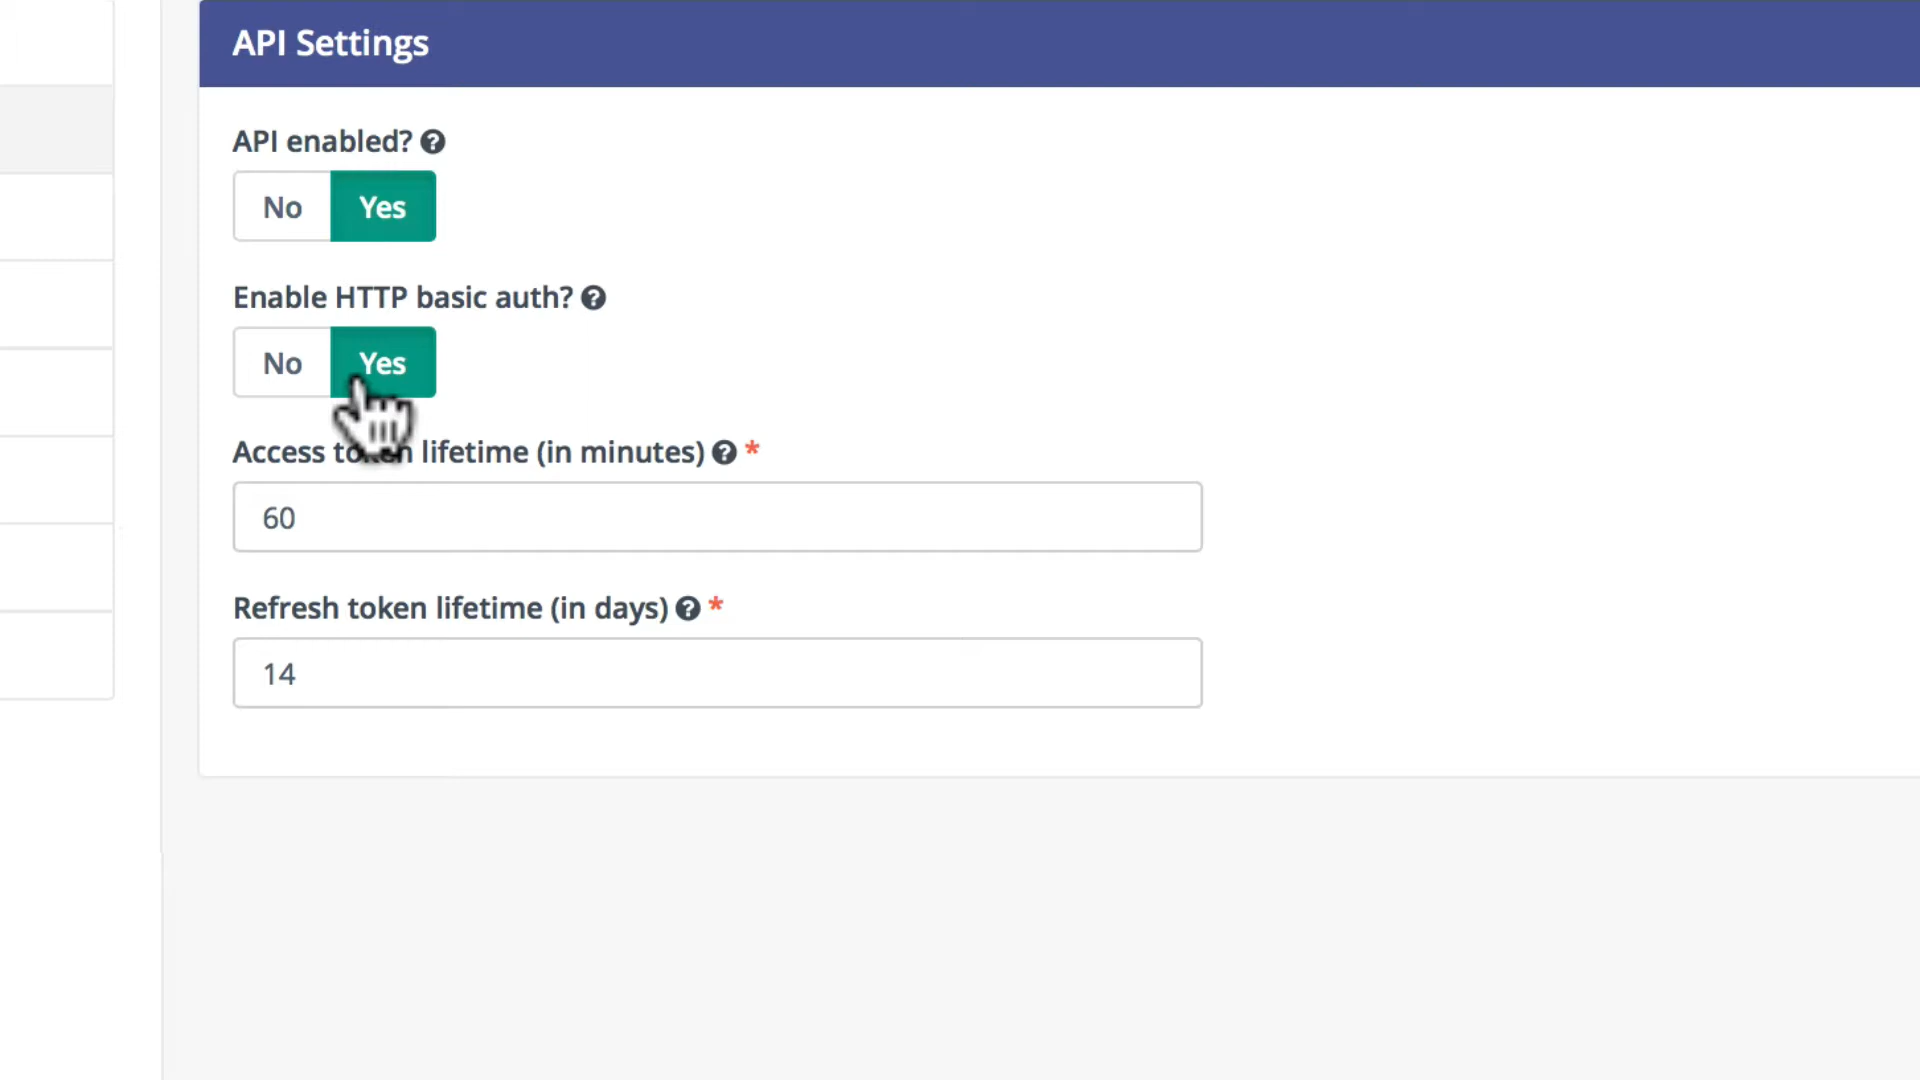 API Settings
API enabled?
No Yes
Enable HTTP basic auth?
No Yes
Access token lifetime (in minutes) *
60
Refresh token lifetime (in days) *
14